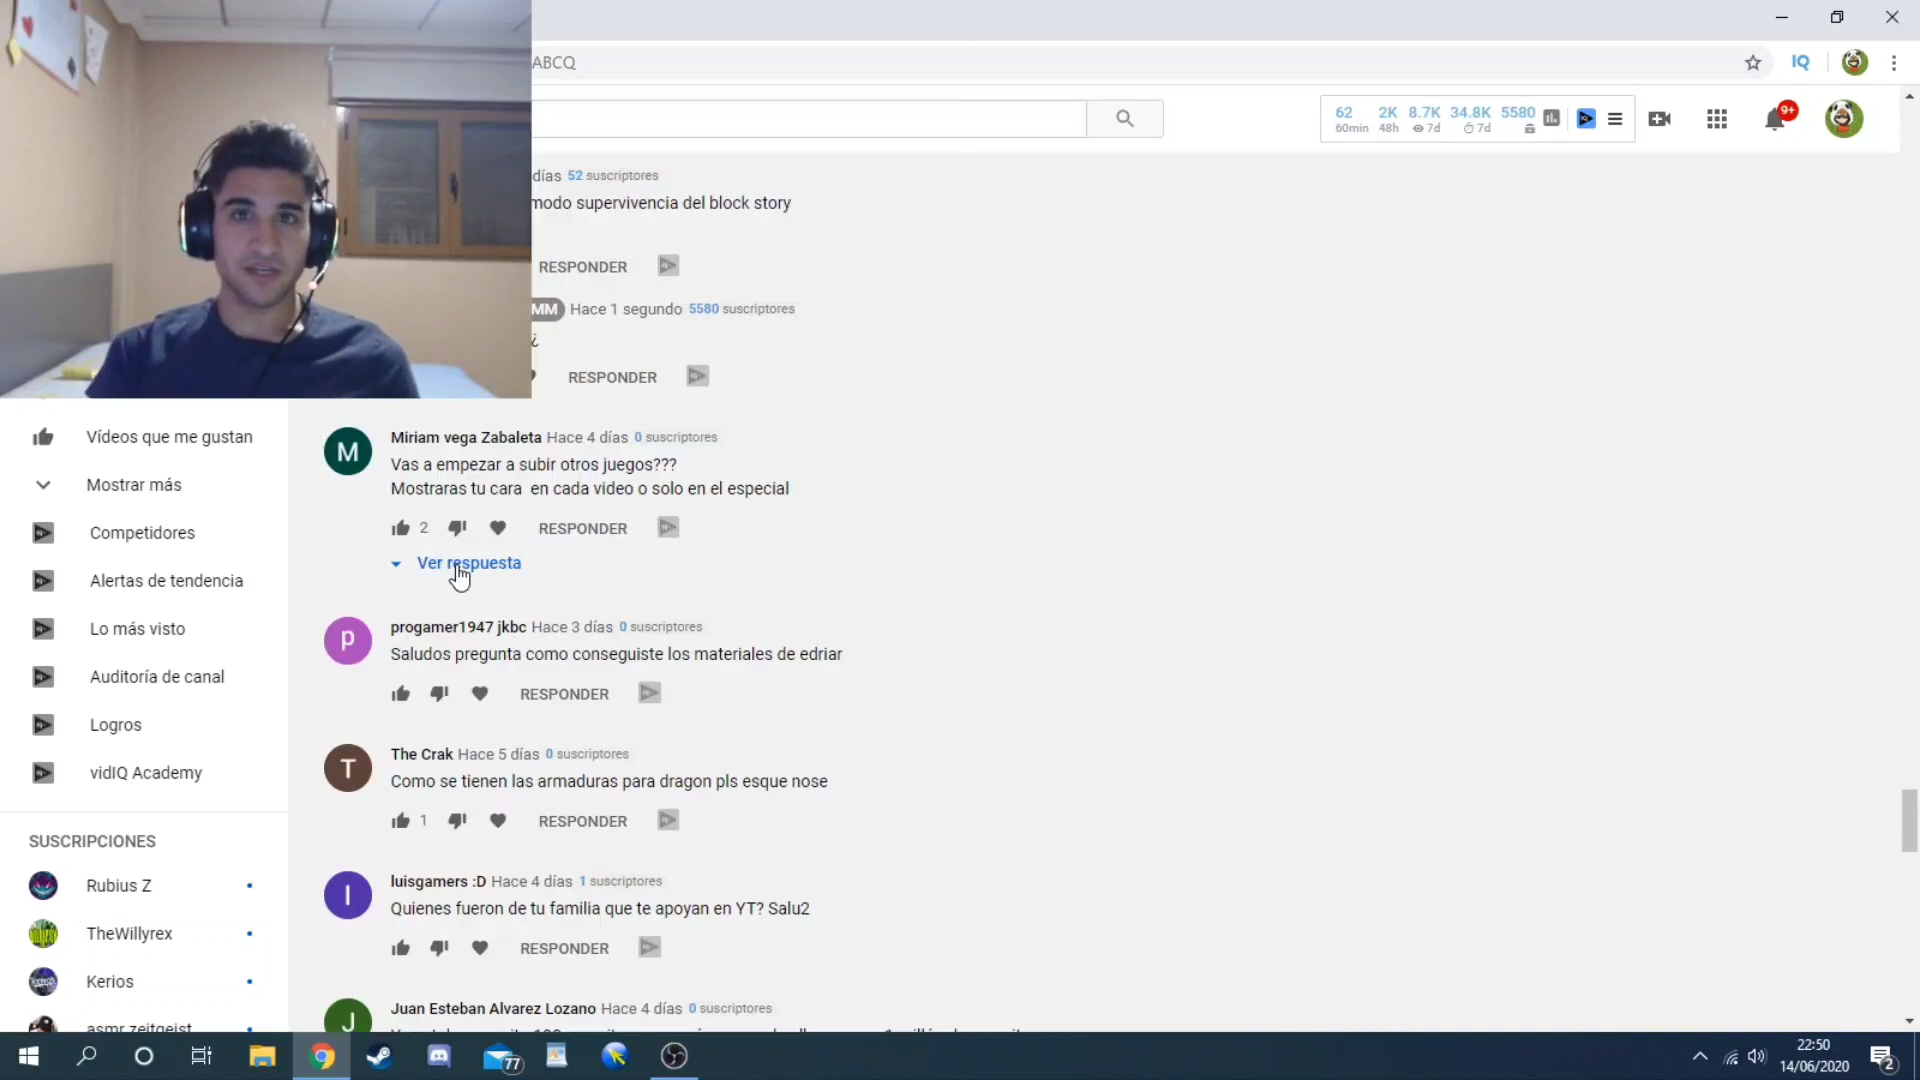 ABCQ
62 2K 8.7K 34.8K 5580
60min 48h 7d 7d
9+
días 52 suscriptores
modo supervivencia del block story
RESPONDER
MM Hace 1 segundo 5580 suscriptores
¿
RESPONDER
Vídeos que me gustan
Mostrar más
Competidores
Alertas de tendencia
Lo más visto
Auditoría de canal
Logros
vidIQ Academy
SUSCRIPCIONES
Rubius Z
TheWillyrex
Kerios
asmr zeitgeist
M
Miriam vega Zabaleta Hace 4 días 0 suscriptores
Vas a empezar a subir otros juegos???
Mostraras tu cara en cada video o solo en el especial
2 RESPONDER
Ver respuesta
p
progamer1947 jkbc Hace 3 días 0 suscriptores
Saludos pregunta como conseguiste los materiales de edriar
RESPONDER
T
The Crak Hace 5 días 0 suscriptores
Como se tienen las armaduras para dragon pls esque nose
1 RESPONDER
l
luisgamers :D Hace 4 días 1 suscriptores
Quienes fueron de tu familia que te apoyan en YT? Salu2
RESPONDER
J
Juan Esteban Alvarez Lozano Hace 4 días 0 suscriptores
77
22:50
14/06/2020
2
IQ